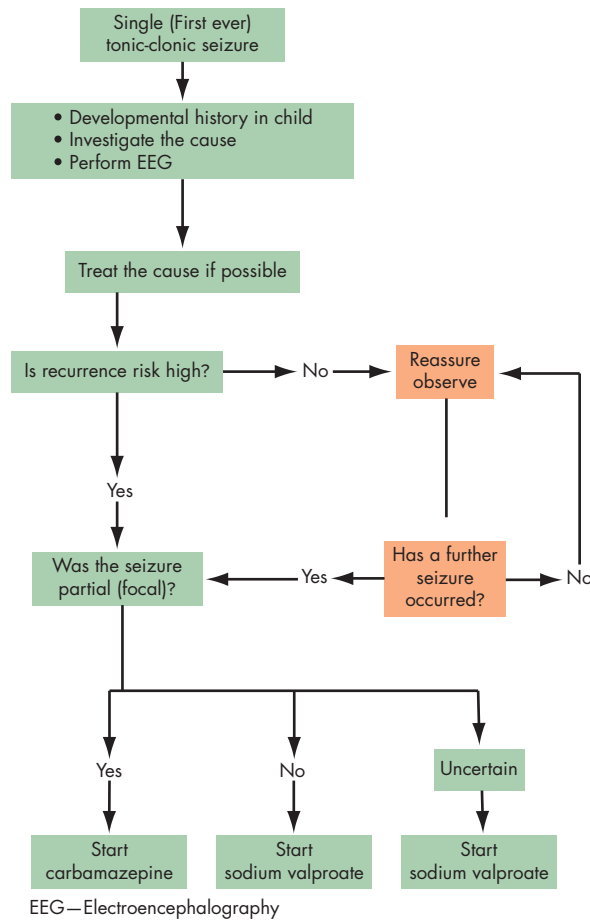 Single (First ever)
tonic-clonic seizure
• Developmental history in child
• Investigate the cause
• Perform EEG
Treat the cause if possible
Is recurrence risk high?
No
Reassure
observe
Yes
Was the seizure
partial (focal)?
Yes
Has a further
seizure
occurred?
No
Yes
No
Uncertain
Start
carbamazepine
Start
sodium valproate
Start
sodium valproate
EEG—Electroencephalography